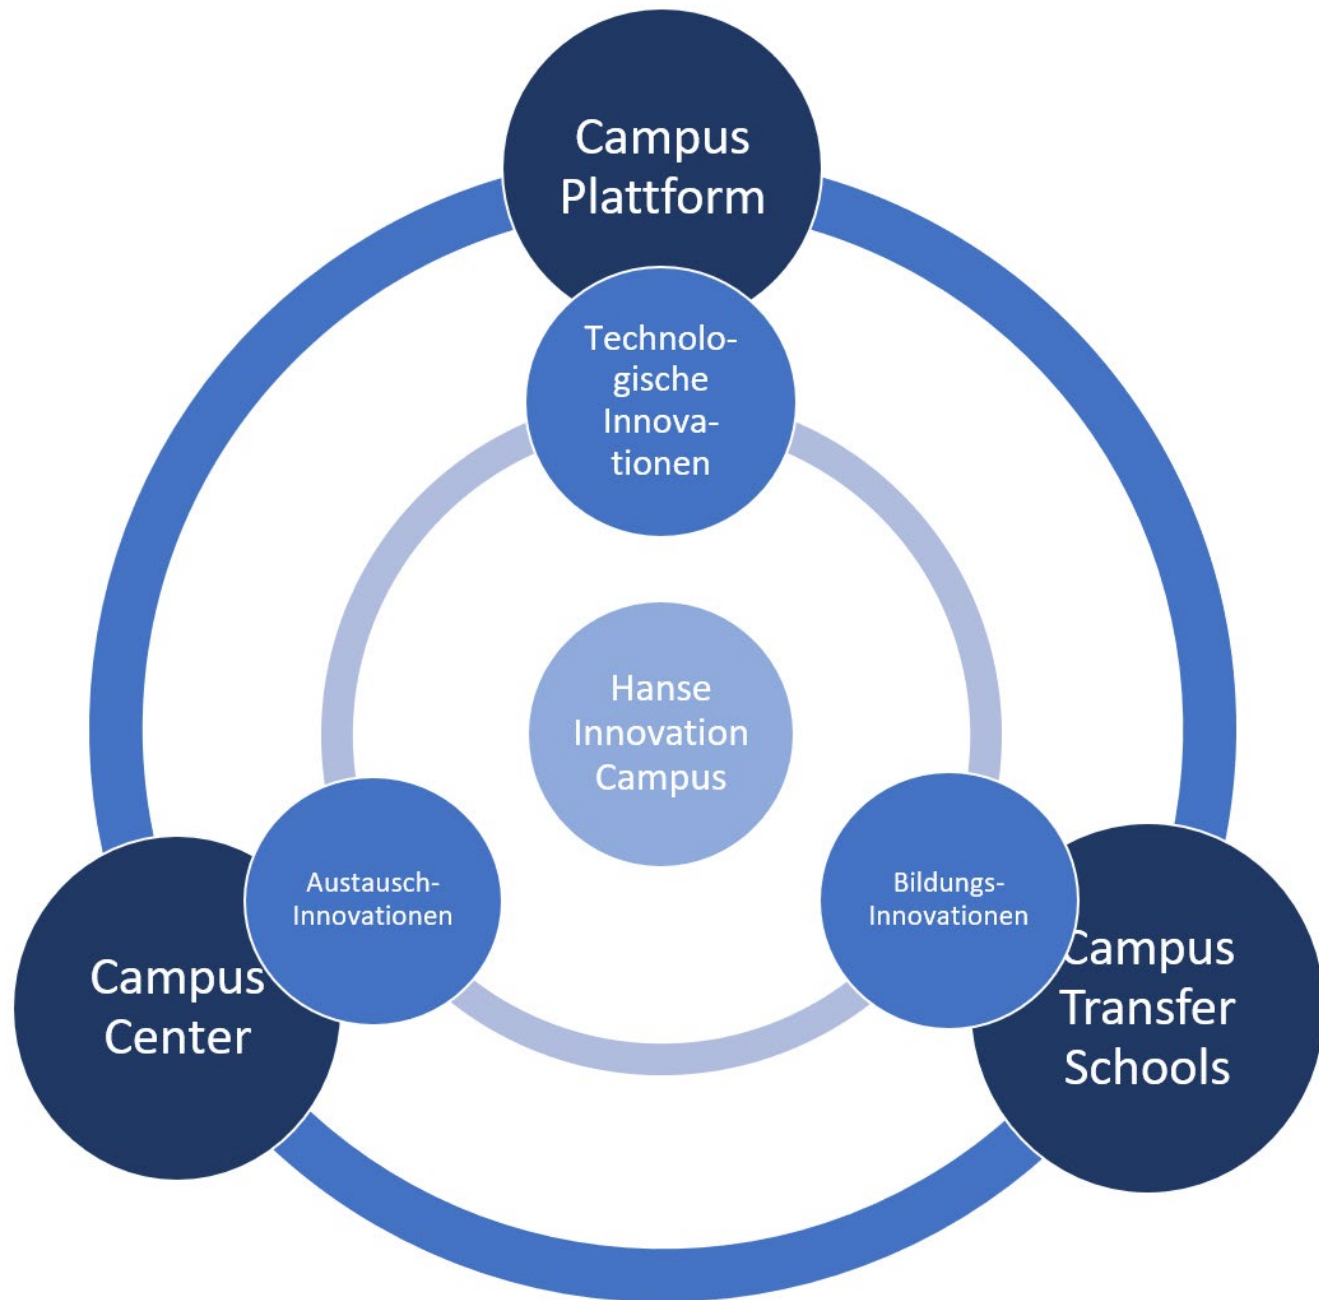 Campus
Plattform
Technolo-
gische
Innova-
tionen
Hanse
Innovation
Campus
Austausch-
Innovationen
Bildungs-
Innovationen
Campus
Center
Campus
Transfer
Schools